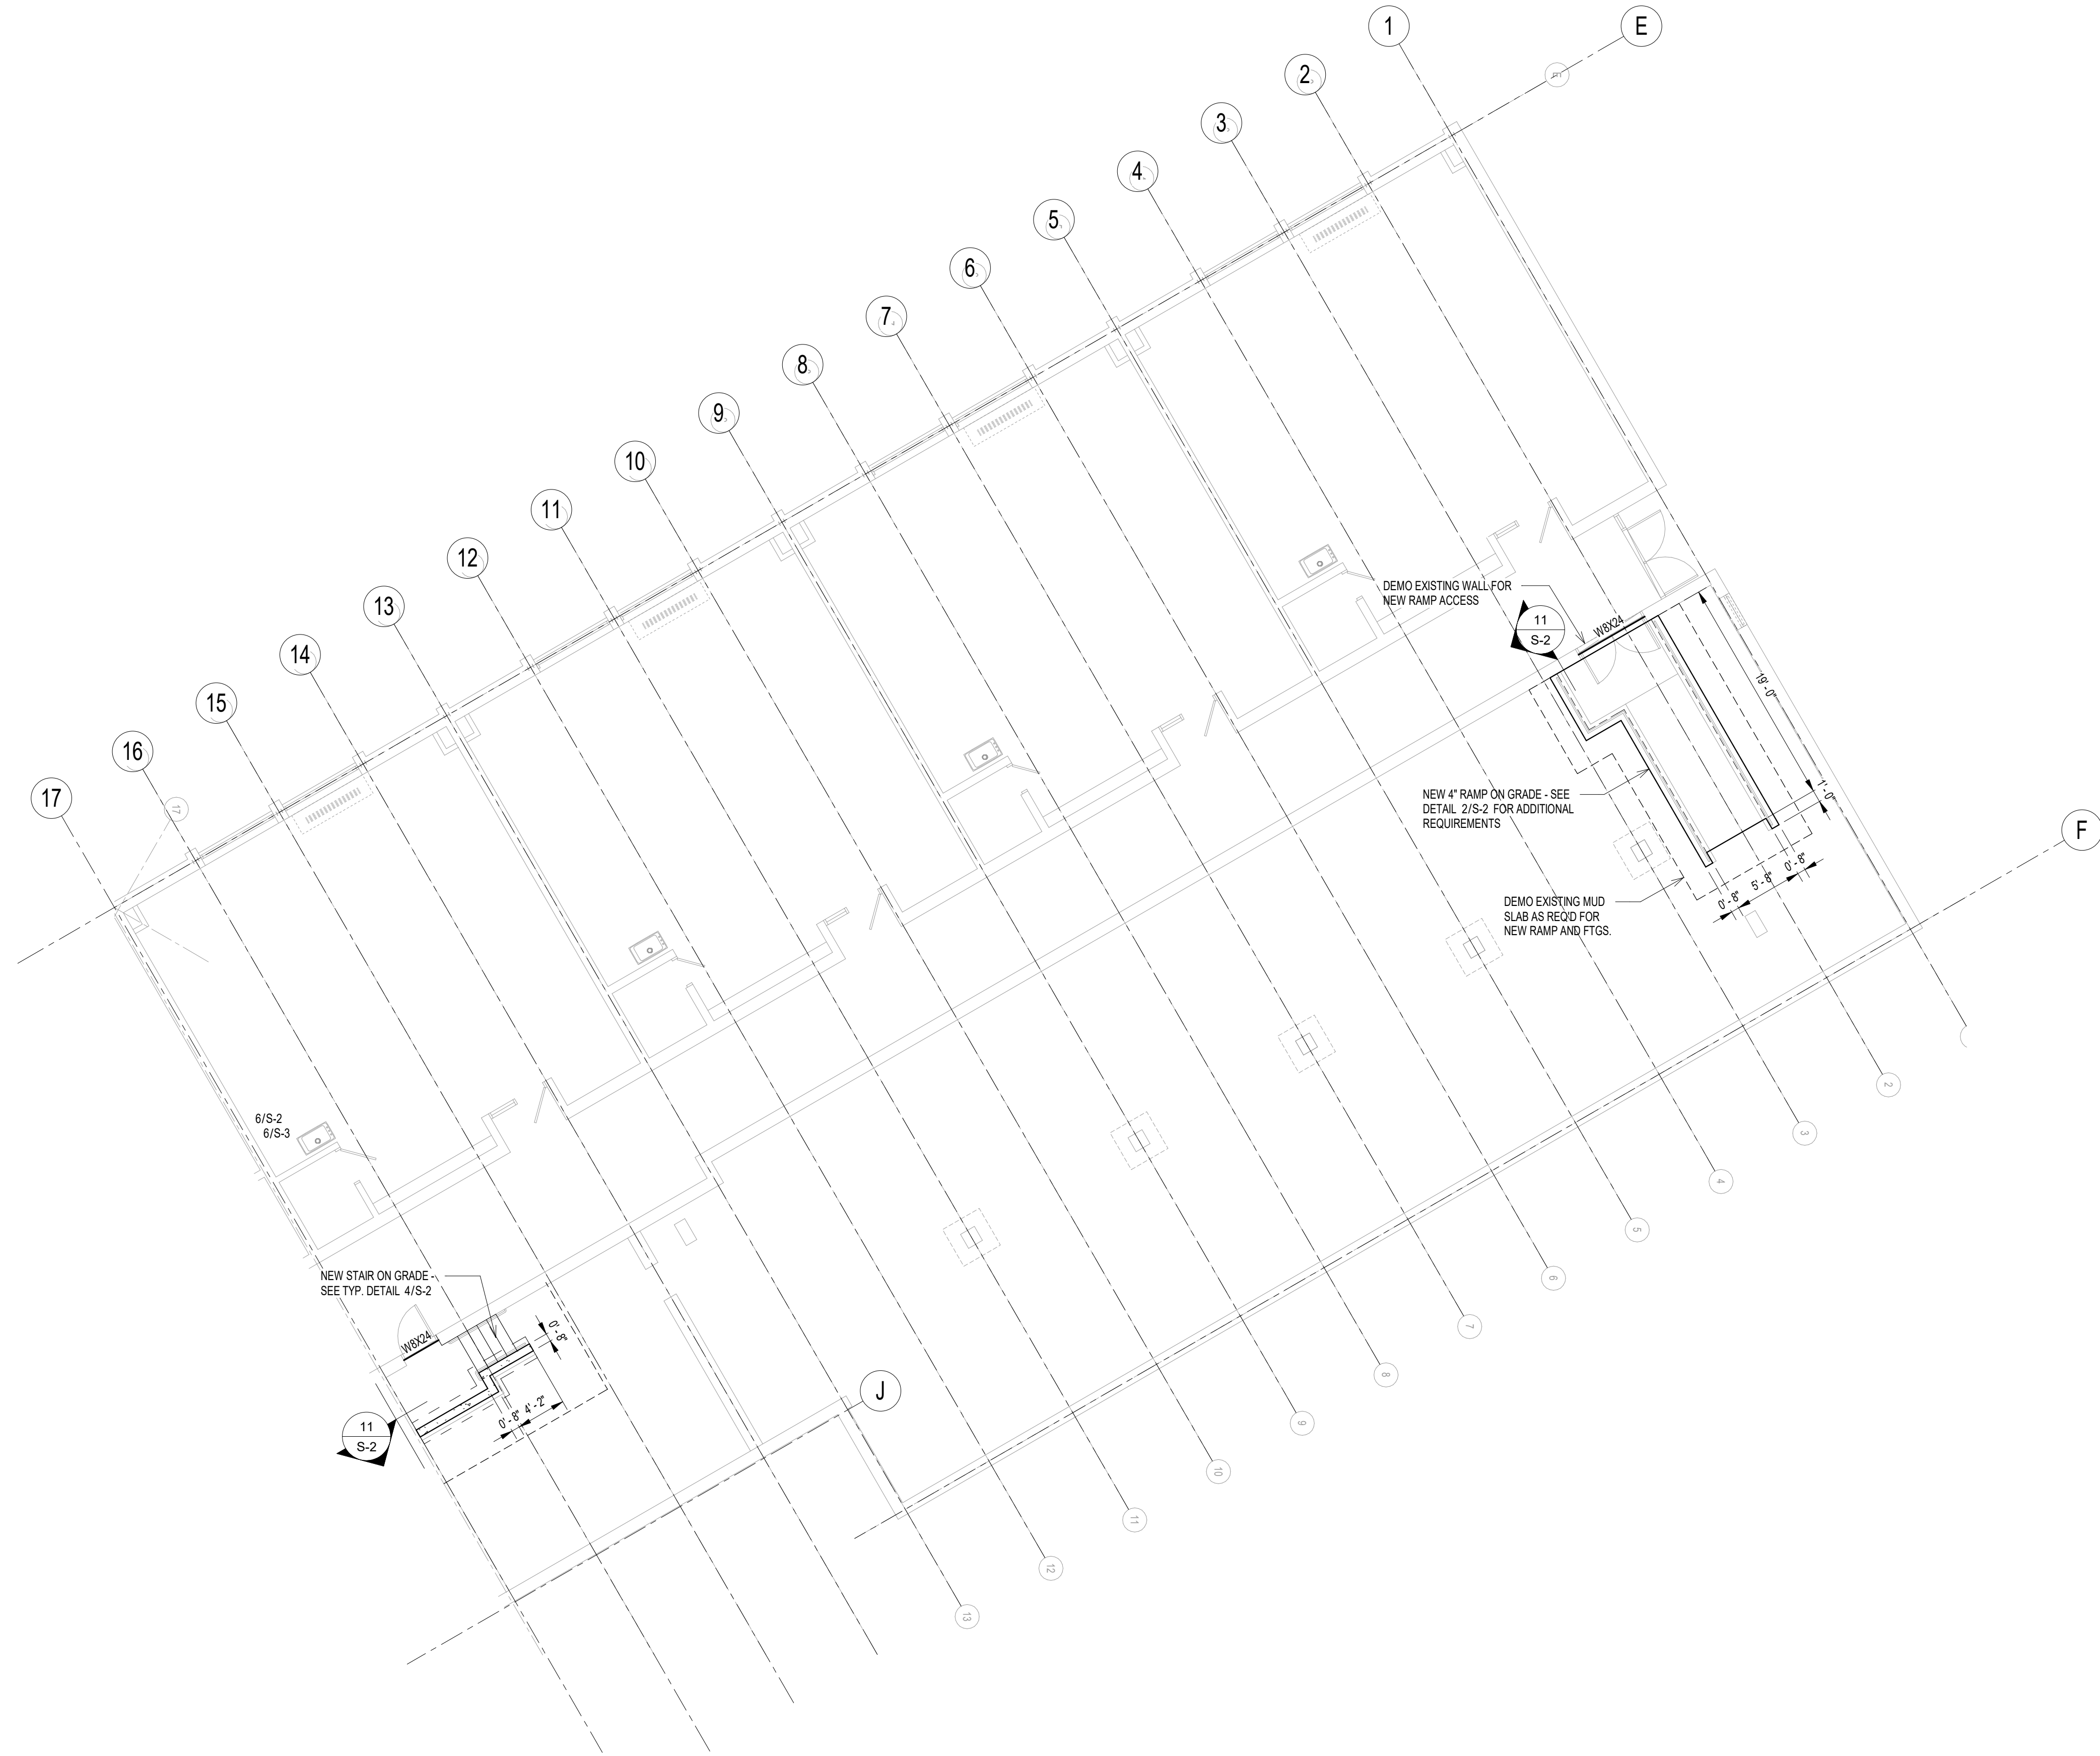 1
E
E
2
3
4
5
6
7
8
9
10
11
12
13
14
15
16
17
17
DEMO EXISTING WALL FOR
NEW RAMP ACCESS
11
S-2
W8X24
19' - 0"
1' - 0"
NEW 4" RAMP ON GRADE - SEE
DETAIL 2/S-2 FOR ADDITIONAL
REQUIREMENTS
F
0' - 8"
5' - 8"
0' - 8"
DEMO EXISTING MUD
SLAB AS REQ'D FOR
NEW RAMP AND FTGS.
2
3
4
5
6
7
8
9
10
11
12
13
6/S-2
6/S-3
NEW STAIR ON GRADE -
SEE TYP. DETAIL 4/S-2
W8X24
0' - 8"
0' - 8"
4' - 2"
J
11
S-2